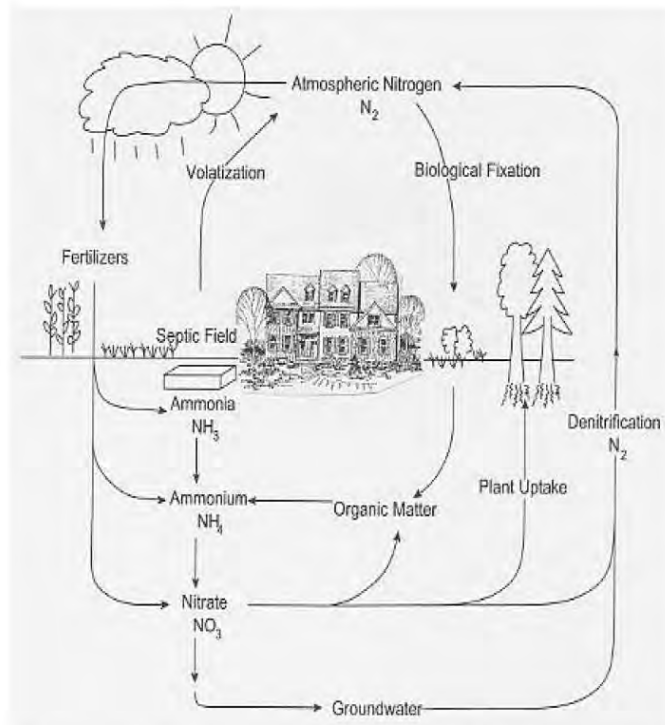 Atmospheric Nitrogen
N₂
Volatization
Biological Fixation
Fertilizers
Septic Field
Ammonia
NH₃
Denitrification
N₂
Plant Uptake
Ammonium
NH₄
Organic Matter
Nitrate
NO₃
Groundwater